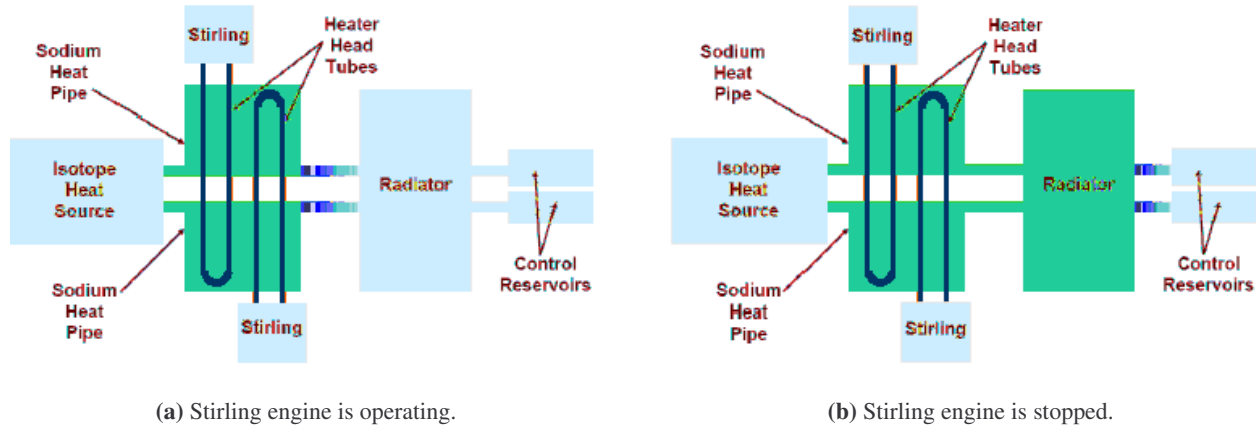 Stirling
Sodium
Heat
Pipe
Heater
Head
Tubes
Isotope
Heat
Source
Radiator
Control
Reservoirs
Sodium
Heat
Pipe
Stirling
(a) Stirling engine is operating.
Stirling
Sodium
Heat
Pipe
Heater
Head
Tubes
Isotope
Heat
Source
Radiator
Control
Reservoirs
Sodium
Heat
Pipe
Stirling
(b) Stirling engine is stopped.